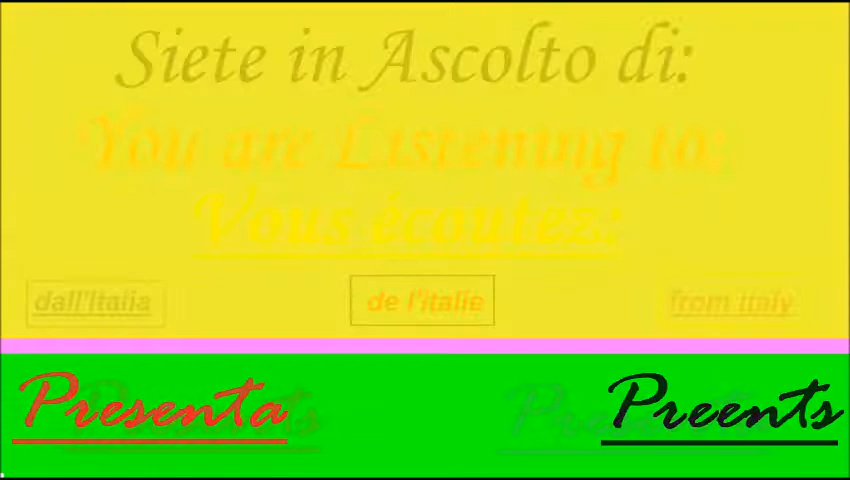 Siete in Ascolto di:
You are Listening to:
Vous écoutez:
dall'Italia de l'italie from Italy
Presenta Preents